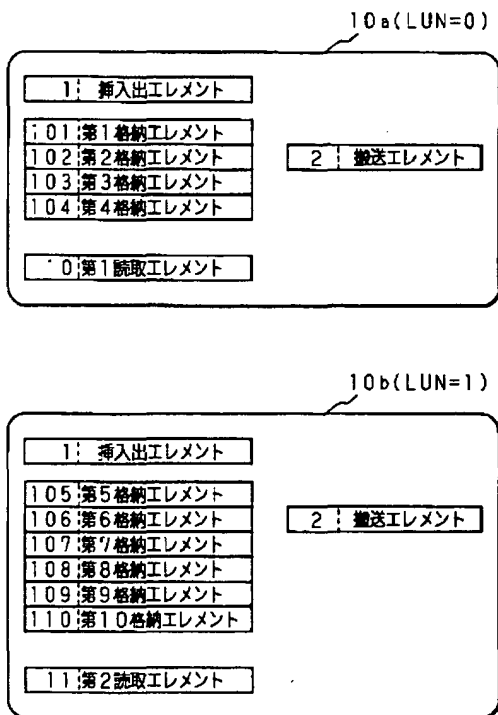 10a(LUN=0)
1 挿入出エレメント
101 第1格納エレメント
102 第2格納エレメント
103 第3格納エレメント
104 第4格納エレメント
2 搬送エレメント
0 第1読取エレメント
10b(LUN=1)
1 挿入出エレメント
105 第5格納エレメント
106 第6格納エレメント
107 第7格納エレメント
108 第8格納エレメント
109 第9格納エレメント
110 第10格納エレメント
2 搬送エレメント
11 第2読取エレメント